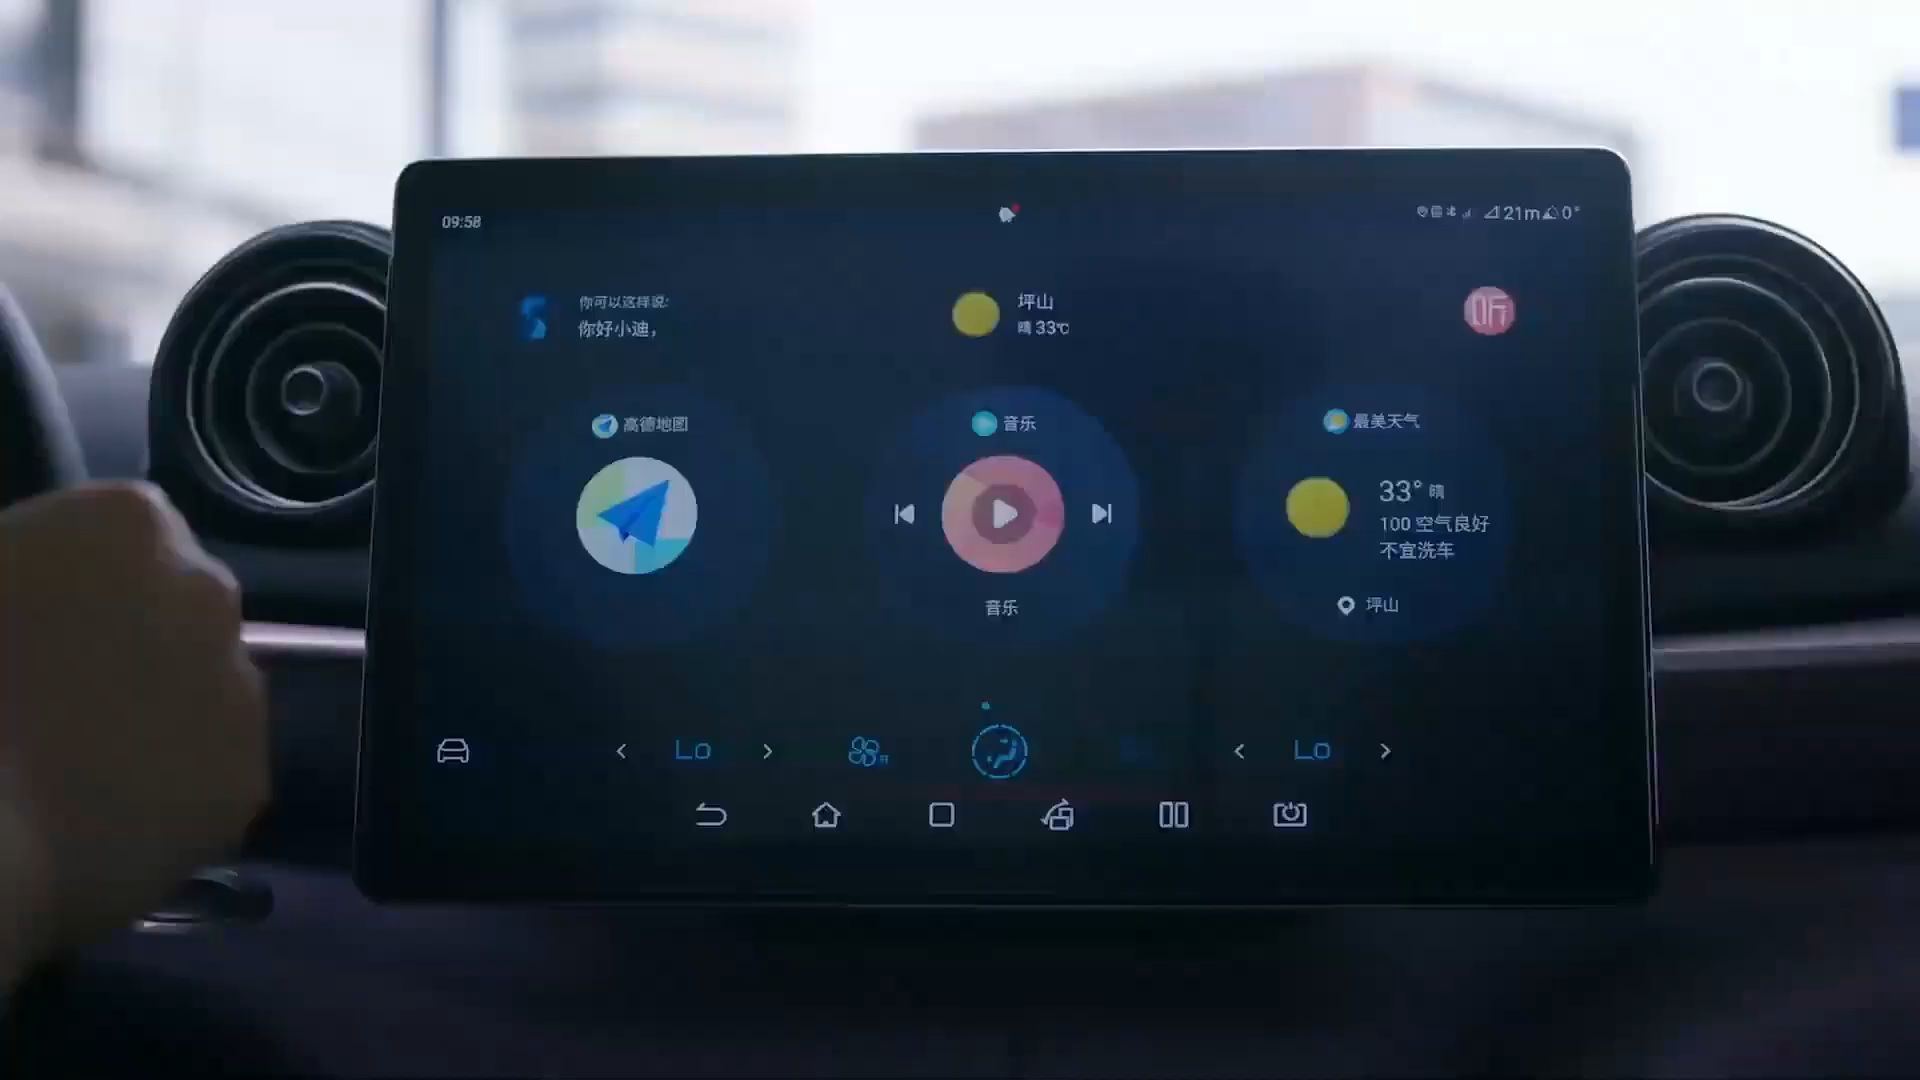 09:58
21m 0°
你可以这样说:
你好小迪，
坪山
晴 33℃
听
高德地图
音乐
最美天气
33° 晴
100 空气良好
不宜洗车
音乐
坪山
Lo
Lo